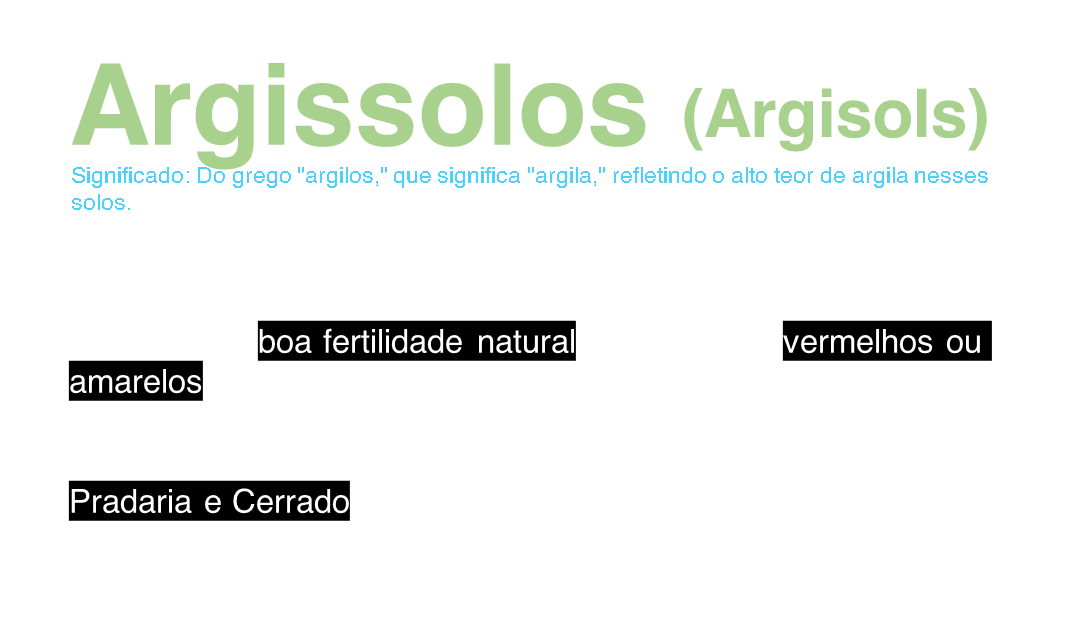 Argissolos (Argisols)
Significado: Do grego "argilos," que significa "argila," refletindo o alto teor de argila nesses
solos.
boa fertilidade natural vermelhos ou
amarelos
Pradaria e Cerrado